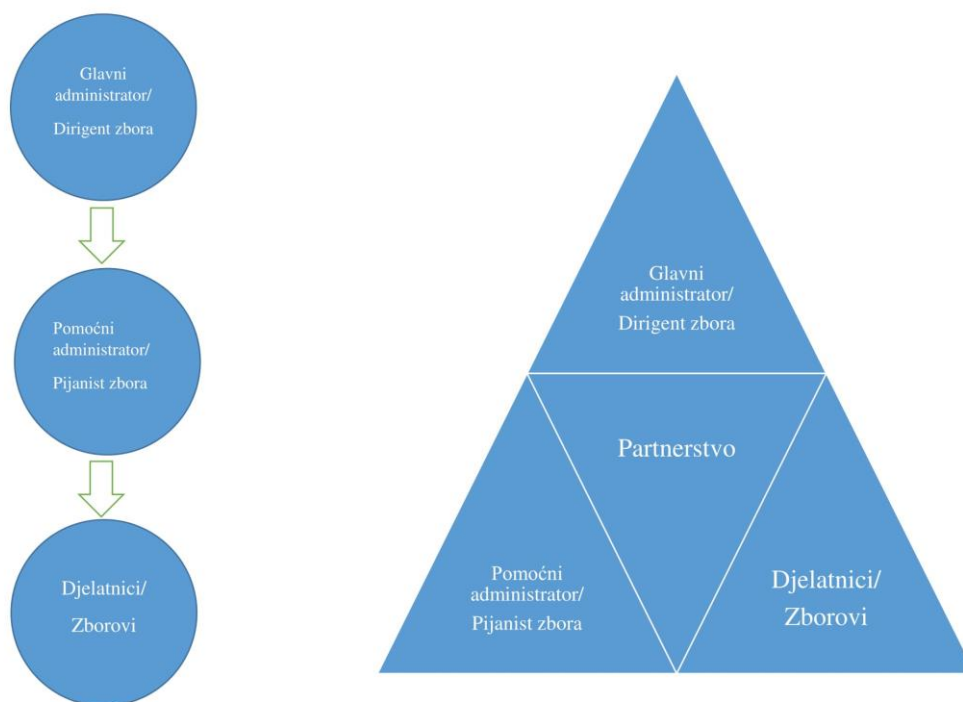 Glavni
administrator/
Dirigent zbora
Pomoćni
administrator/
Pijanist zbora
Djelatnici/
Zborovi
Glavni
administrator/
Dirigent zbora
Partnerstvo
Pomoćni
administrator/
Pijanist zbora
Djelatnici/
Zborovi